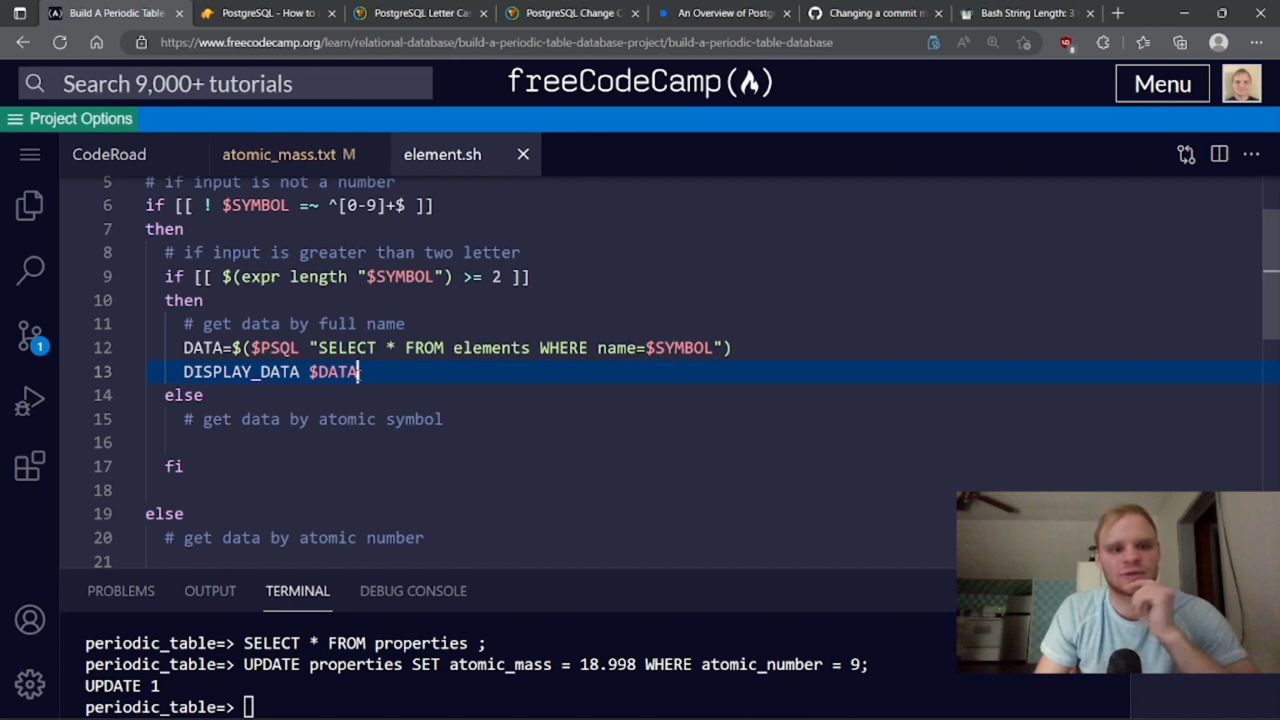 Build A Periodic Table
PostgreSQL - How to r
PostgreSQL Letter Cas
PostgreSQL Change C
An Overview of Postg
Changing a commit m
Bash String Length: 3
https://www.freecodecamp.org/learn/relational-database/build-a-periodic-table-database-project/build-a-periodic-table-database
Search 9,000+ tutorials
freeCodeCamp
Menu
Project Options
CodeRoad
atomic_mass.txt M
element.sh
5 # if input is not a number
6 if [[ ! $SYMBOL =~ ^[0-9]+$ ]]
7 then
8 # if input is greater than two letter
9 if [[ $(expr length "$SYMBOL") >= 2 ]]
10 then
11 # get data by full name
12 DATA=$($PSQL "SELECT * FROM elements WHERE name=$SYMBOL")
13 DISPLAY_DATA $DATA
14 else
15 # get data by atomic symbol
16
17 fi
18
19 else
20 # get data by atomic number
21
1
PROBLEMS OUTPUT TERMINAL DEBUG CONSOLE
periodic_table=> SELECT * FROM properties ;
periodic_table=> UPDATE properties SET atomic_mass = 18.998 WHERE atomic_number = 9;
UPDATE 1
periodic_table=>